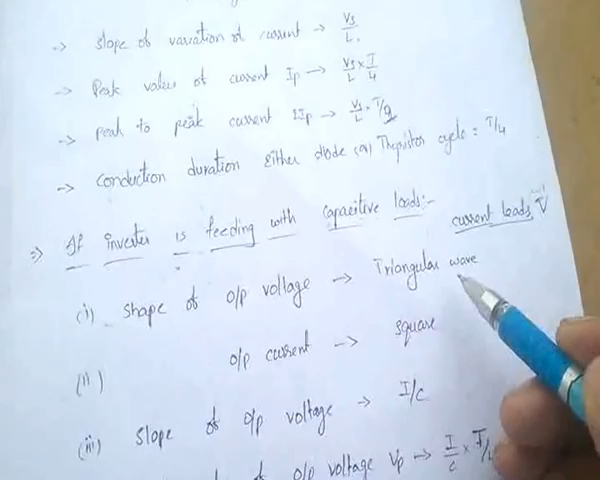 -> slope of variation of current -> Vs/L.
-> Peak value of current Ip -> Vs/L × T/4
-> peak to peak current 2Ip -> Vs/L × T/2
-> conduction duration either diode (or) Thyristor cycle = T/4
=> If inverter is feeding with capacitive loads:-
current leads V
(i) shape of o/p voltage -> Triangular wave
(ii) o/p current -> square
(iii) slope of o/p voltage -> I/c
of o/p voltage Vp -> I/c × T/4